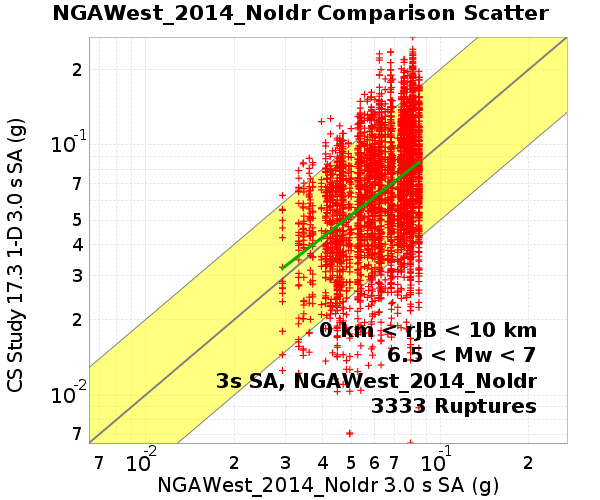 NGAWest_2014_NoIdr Comparison Scatter
CS Study 17.3 1-D 3.0 s SA (g)
2
10-1
7
5
4
3
2
10-2
7
0 km < rJB < 10 km
6.5 < Mw < 7
3s SA, NGAWest_2014_NoIdr
3333 Ruptures
7 10-2 2 3 4 5 6 7 10-1 2
NGAWest_2014_NoIdr 3.0 s SA (g)